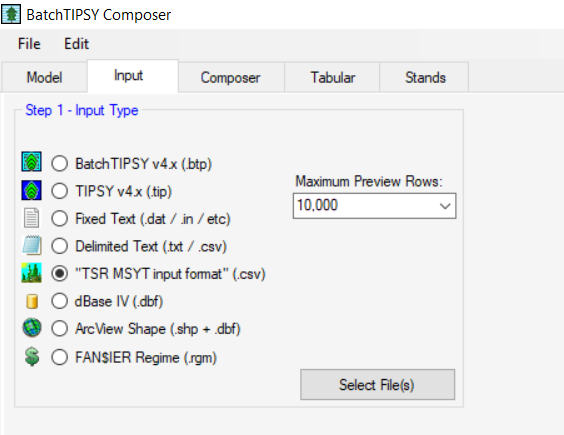 BatchTIPSY Composer
File Edit
Model Input Composer Tabular Stands
Step 1 - Input Type
BatchTIPSY v4.x (.btp)
TIPSY v4.x (.tip)
Fixed Text (.dat / .in / etc)
Delimited Text (.txt / .csv)
"TSR MSYT input format" (.csv)
dBase IV (.dbf)
ArcView Shape (.shp + .dbf)
FAN$IER Regime (.rgm)
Maximum Preview Rows:
10,000
Select File(s)